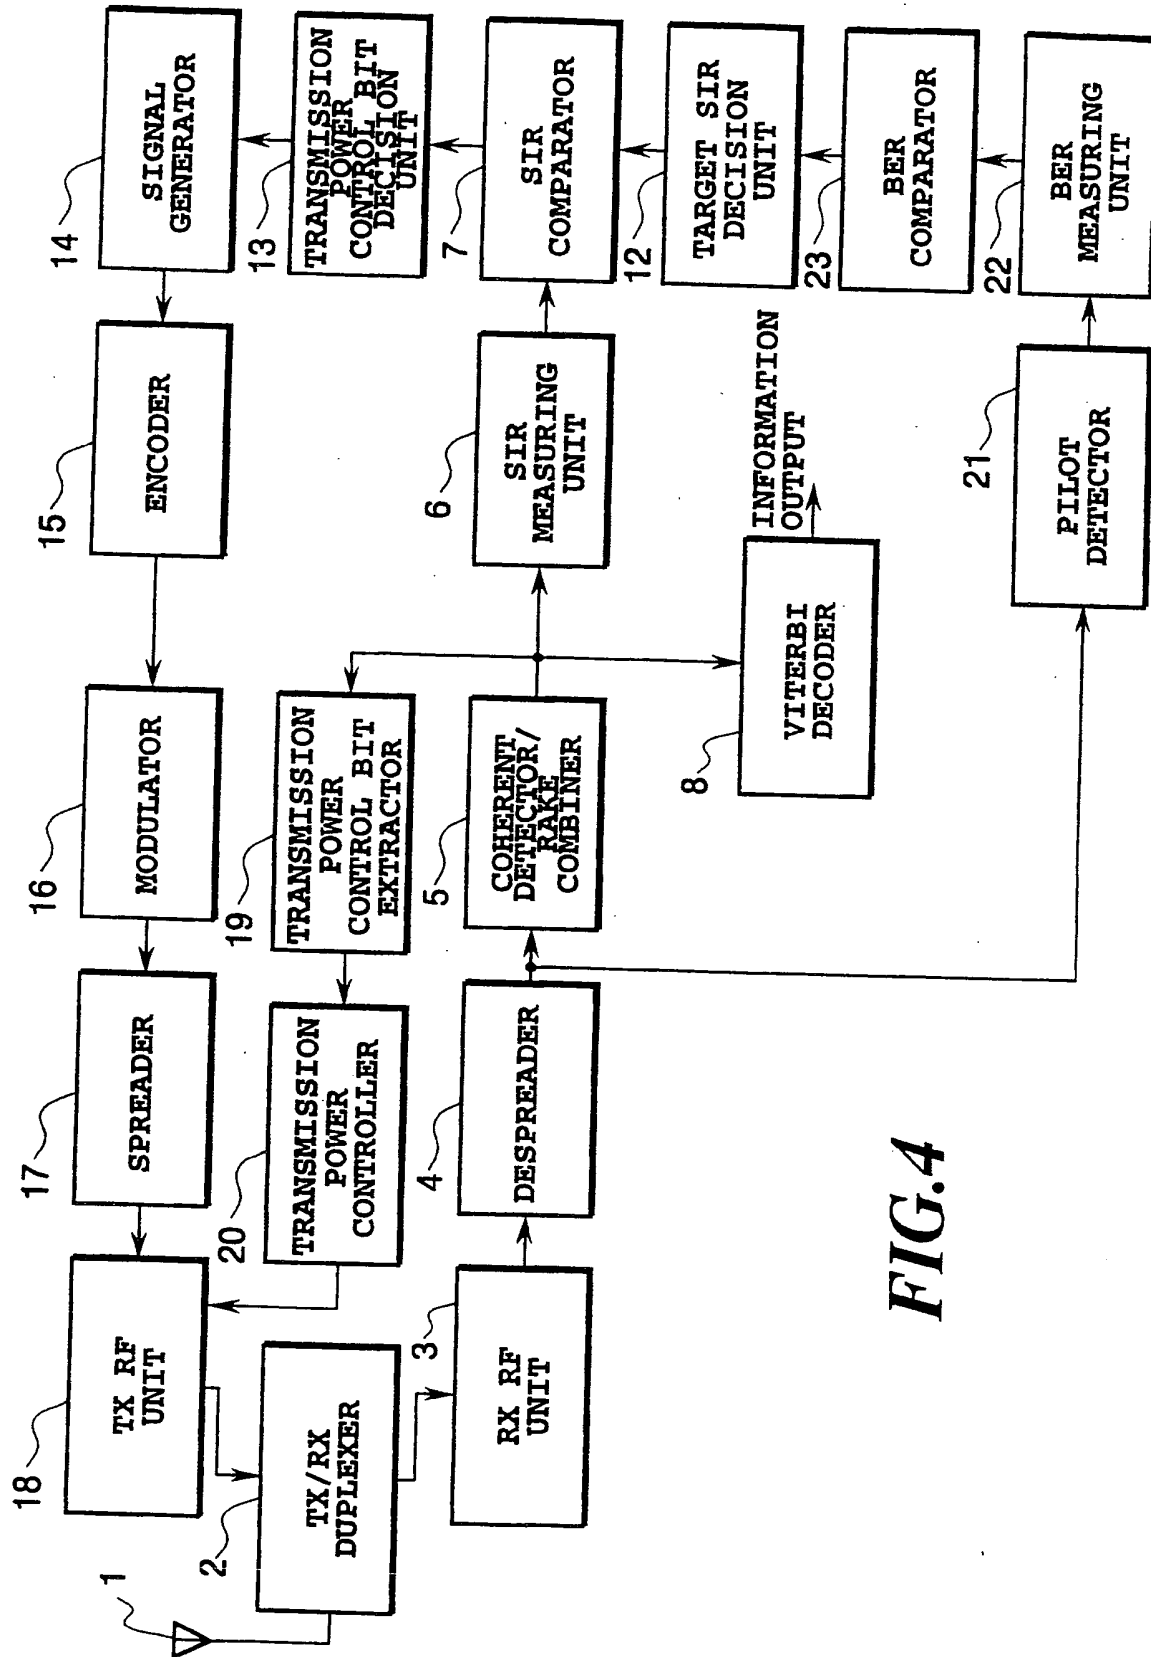 1
TX/RX
DUPLEXER
2
TX RF
UNIT
18
SPREADER
17
MODULATOR
16
ENCODER
15
SIGNAL
GENERATOR
14
TRANSMISSION
POWER
CONTROLLER
20
TRANSMISSION
POWER
CONTROL BIT
EXTRACTOR
19
TRANSMISSION
POWER
CONTROL BIT
DECISION
UNIT
13
RX RF
UNIT
3
DESPREADER
4
COHERENT
DETECTOR/
RAKE
COMBINER
5
SIR
MEASURING
UNIT
6
SIR
COMPARATOR
7
TARGET SIR
DECISION
UNIT
12
VITERBI
DECODER
8
INFORMATION
OUTPUT
BER
COMPARATOR
23
PILOT
DETECTOR
21
BER
MEASURING
UNIT
22
FIG.4